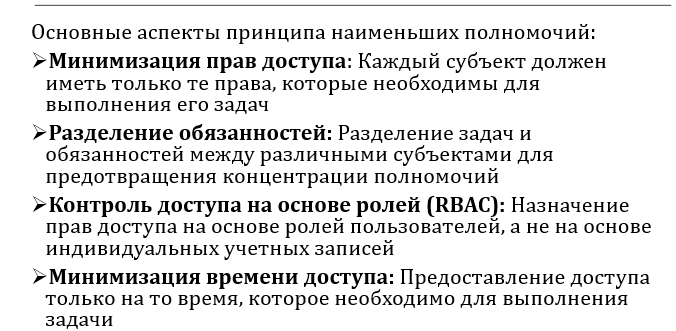 Основные аспекты принципа наименьших полномочий:
➢Минимизация прав доступа: Каждый субъект должен
иметь только те права, которые необходимы для
выполнения его задач
➢Разделение обязанностей: Разделение задач и
обязанностей между различными субъектами для
предотвращения концентрации полномочий
➢Контроль доступа на основе ролей (RBAC): Назначение
прав доступа на основе ролей пользователей, а не на основе
индивидуальных учетных записей
➢Минимизация времени доступа: Предоставление доступа
только на то время, которое необходимо для выполнения
задачи